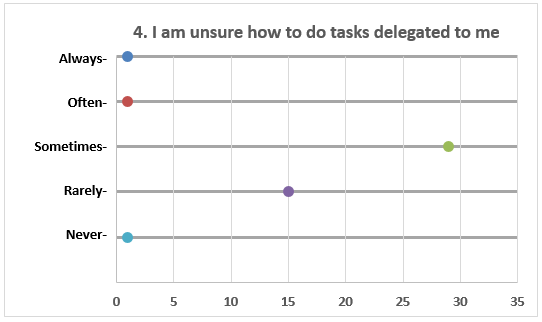 4. I am unsure how to do tasks delegated to me
Always-
Often-
Sometimes-
Rarely-
Never-
0 5 10 15 20 25 30 35